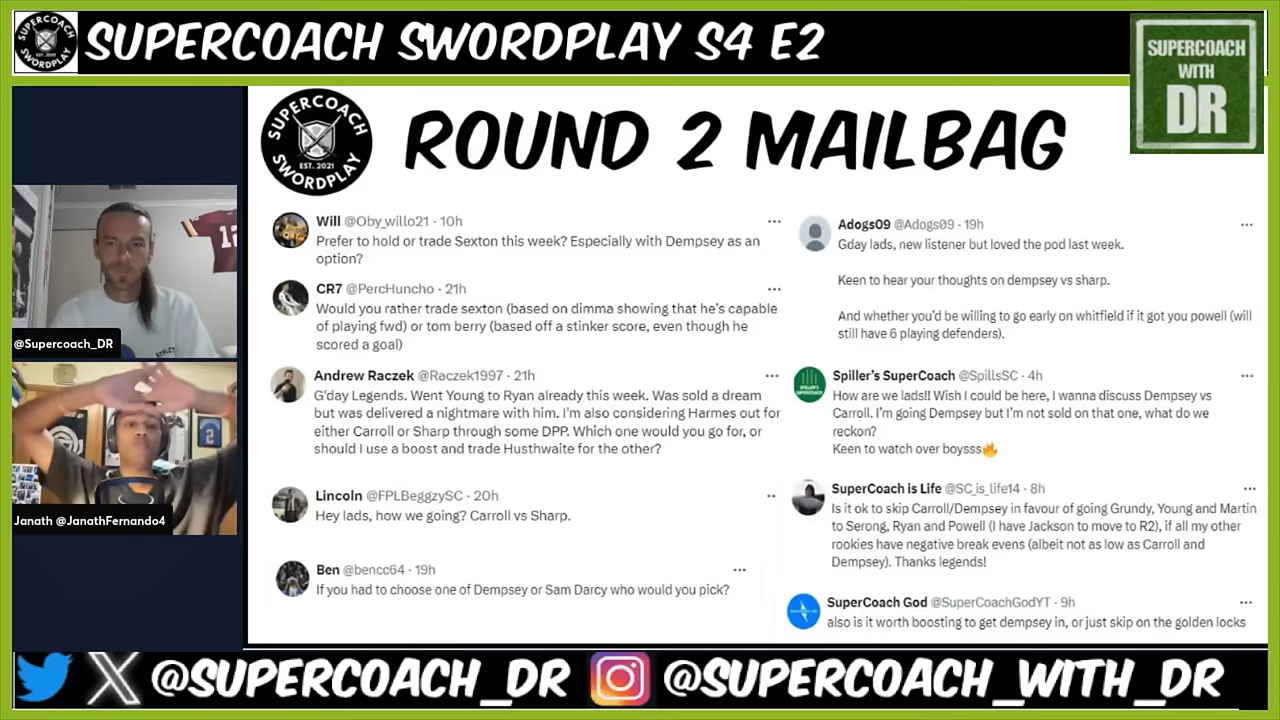 SUPERCOACH SWORDPLAY S4 E2
SUPERCOACH
SWORDPLAY
EST. 2021
SUPERCOACH
WITH
DR
SUPERCOACH
SWORDPLAY
EST. 2021
ROUND 2 MAILBAG
Will @Oby_willo21 · 10h
Prefer to hold or trade Sexton this week? Especially with Dempsey as an
option?
CR7 @PercHuncho · 21h
Would you rather trade sexton (based on dimma showing that he's capable
of playing fwd) or tom berry (based off a stinker score, even though he
scored a goal)
Andrew Raczek @Raczek1997 · 21h
G'day Legends. Went Young to Ryan already this week. Was sold a dream
but was delivered a nightmare with him. I'm also considering Harmes out for
either Carroll or Sharp through some DPP. Which one would you go for, or
should I use a boost and trade Husthwaite for the other?
Lincoln @FPLBeggzySC · 20h
Hey lads, how we going? Carroll vs Sharp.
Ben @bencc64 · 19h
If you had to choose one of Dempsey or Sam Darcy who would you pick?
Adogs09 @Adogs09 · 19h
Gday lads, new listener but loved the pod last week.
Keen to hear your thoughts on dempsey vs sharp.
And whether you'd be willing to go early on whitfield if it got you powell (will
still have 6 playing defenders).
Spiller's SuperCoach @SpillsSC · 4h
How are we lads!! Wish I could be here, I wanna discuss Dempsey vs
Carroll. I'm going Dempsey but I'm not sold on that one, what do we
reckon?
Keen to watch over boysss🔥
SuperCoach is Life @SC_is_life14 · 8h
Is it ok to skip Carroll/Dempsey in favour of going Grundy, Young and Martin
to Serong, Ryan and Powell (I have Jackson to move to R2), if all my other
rookies have negative break evens (albeit not as low as Carroll and
Dempsey). Thanks legends!
SuperCoach God @SuperCoachGodYT · 9h
also is it worth boosting to get dempsey in, or just skip on the golden locks
12
@Supercoach_DR
2
Janath @JanathFernando4
@SUPERCOACH_DR
@SUPERCOACH_WITH_DR